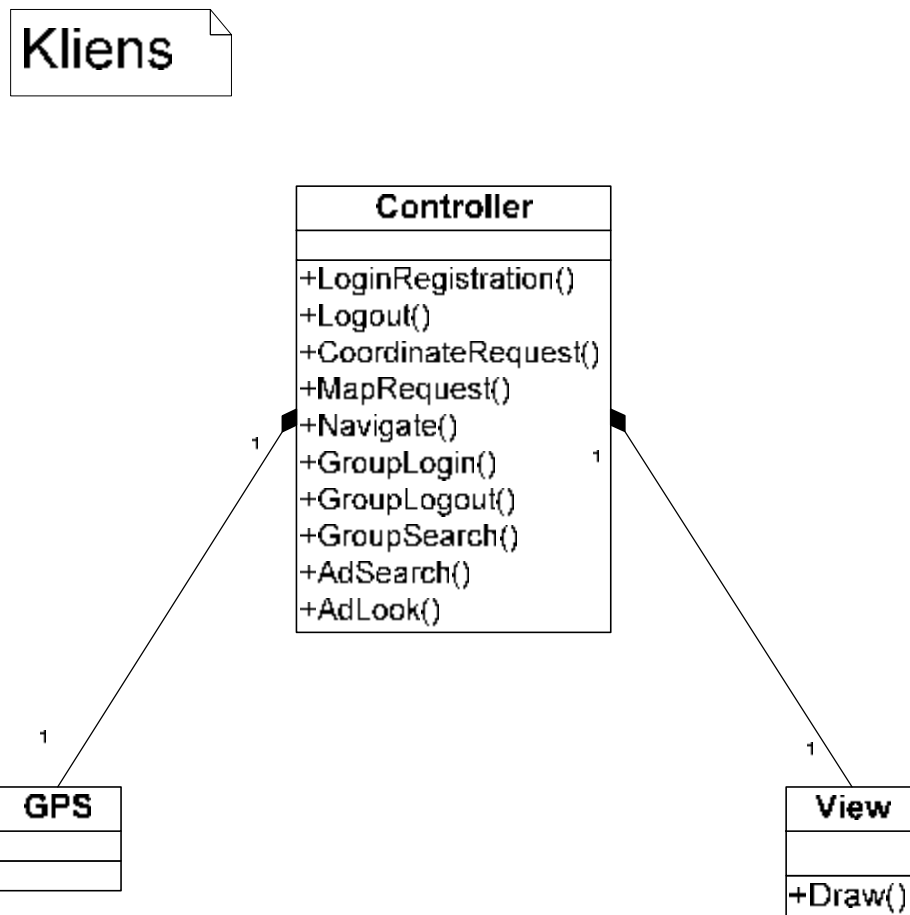 Kliens
Controller
+LoginRegistration()
+Logout()
+CoordinateRequest()
+MapRequest()
+Navigate()
+GroupLogin()
+GroupLogout()
+GroupSearch()
+AdSearch()
+AdLook()
1
1
1
1
GPS
View
+Draw()